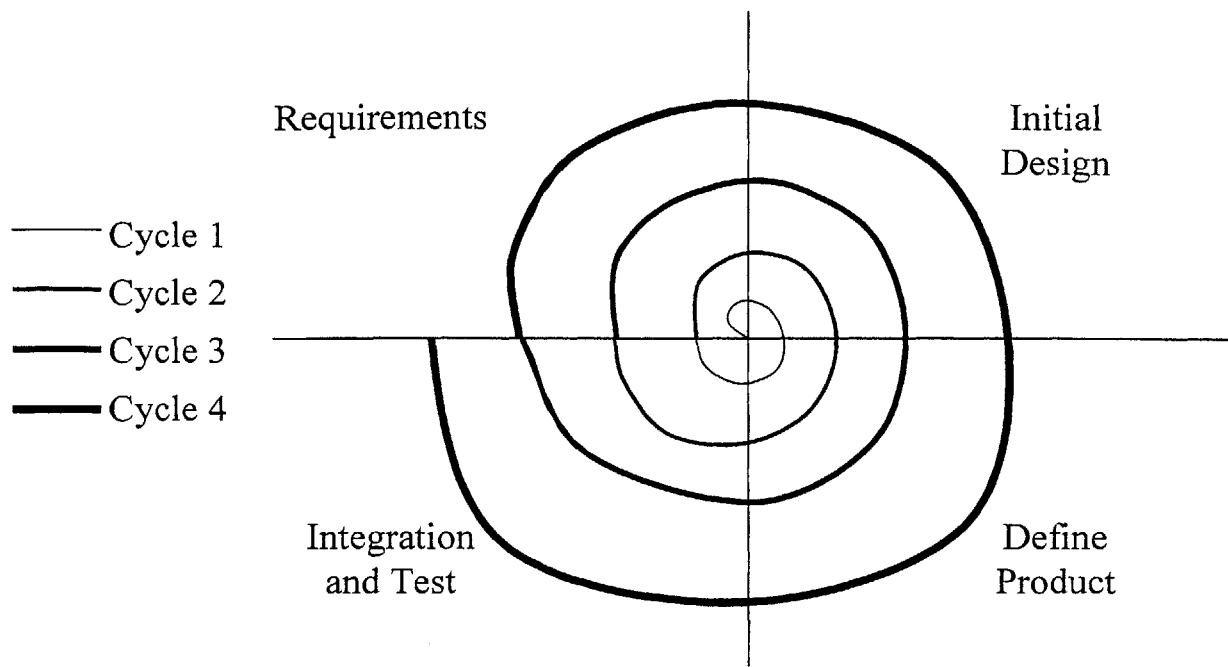 Requirements
Initial
Design
Cycle 1
Cycle 2
Cycle 3
Cycle 4
Integration
and Test
Define
Product